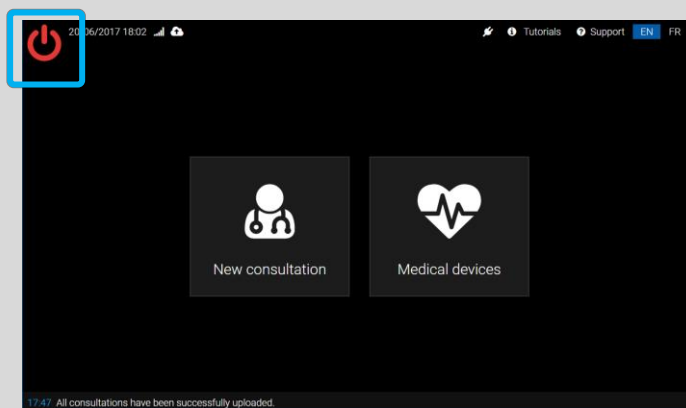 20/06/2017 18:02
Tutorials
Support
EN
FR
New consultation
Medical devices
17:47 All consultations have been successfully uploaded.